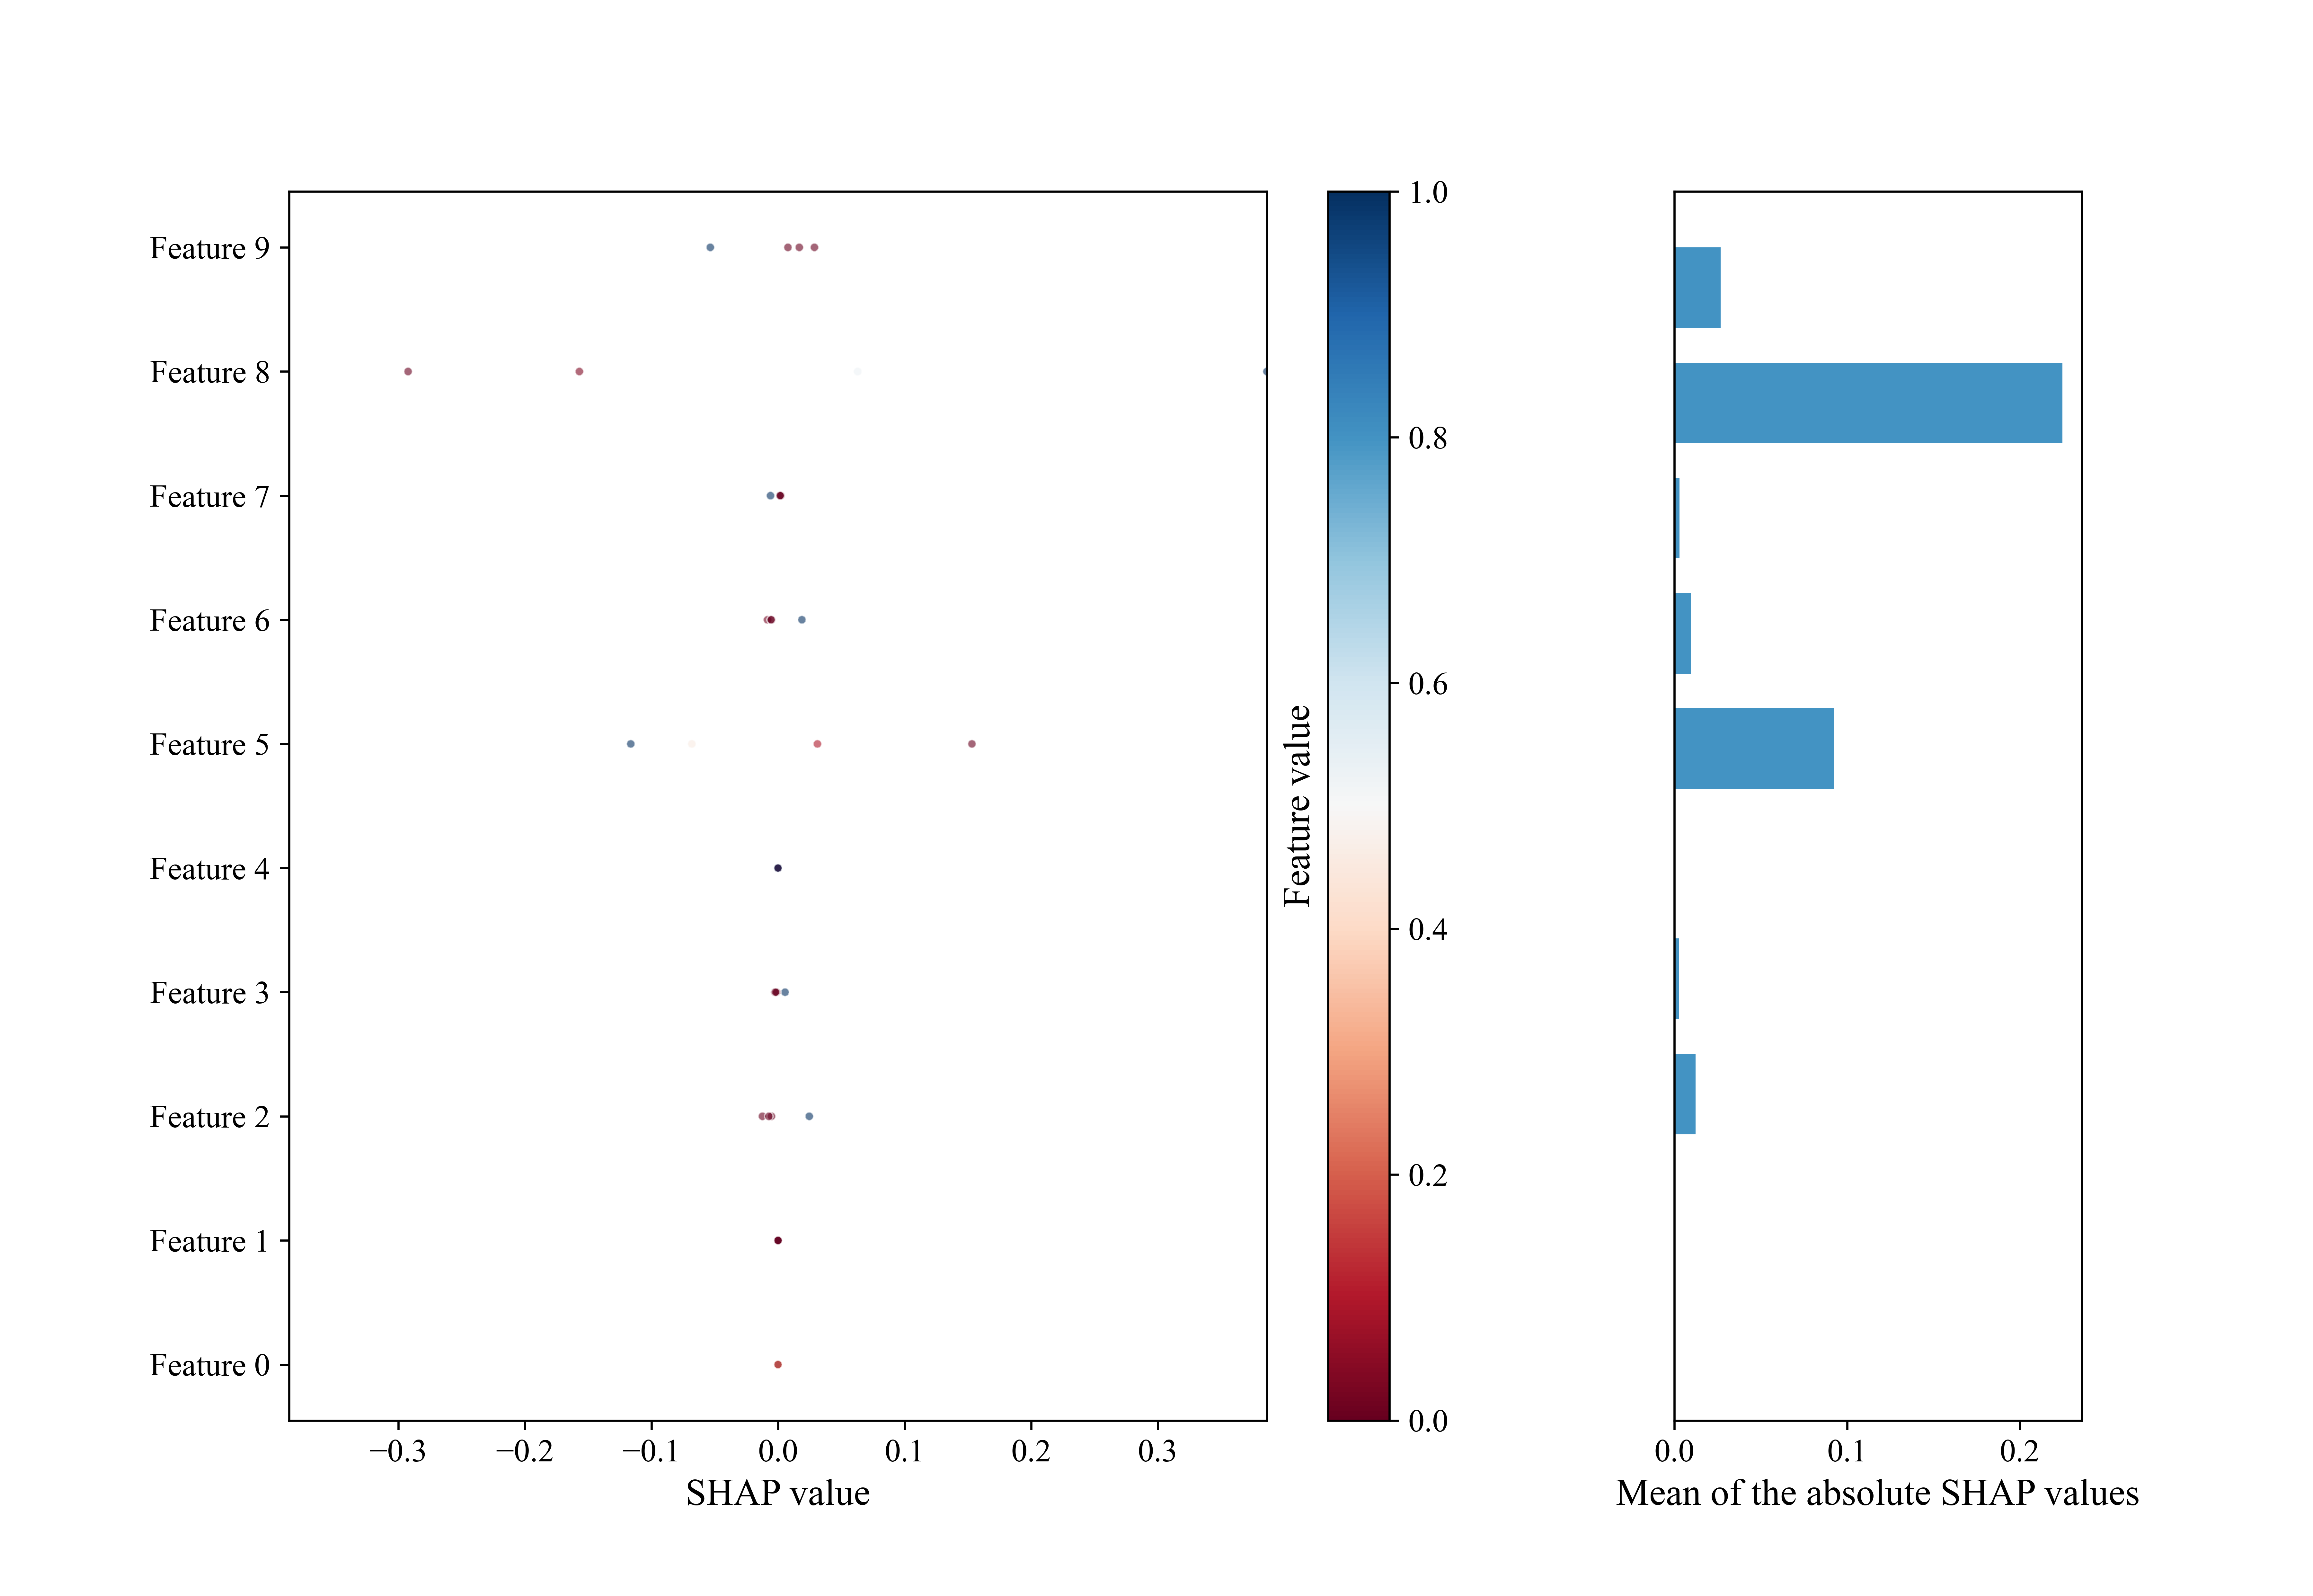 Feature 9
Feature 8
Feature 7
Feature 6
Feature 5
Feature 4
Feature 3
Feature 2
Feature 1
Feature 0
−0.3 −0.2 −0.1 0.0 0.1 0.2 0.3
SHAP value
1.0
0.8
0.6
0.4
0.2
0.0
Feature value
0.0 0.1 0.2
Mean of the absolute SHAP values